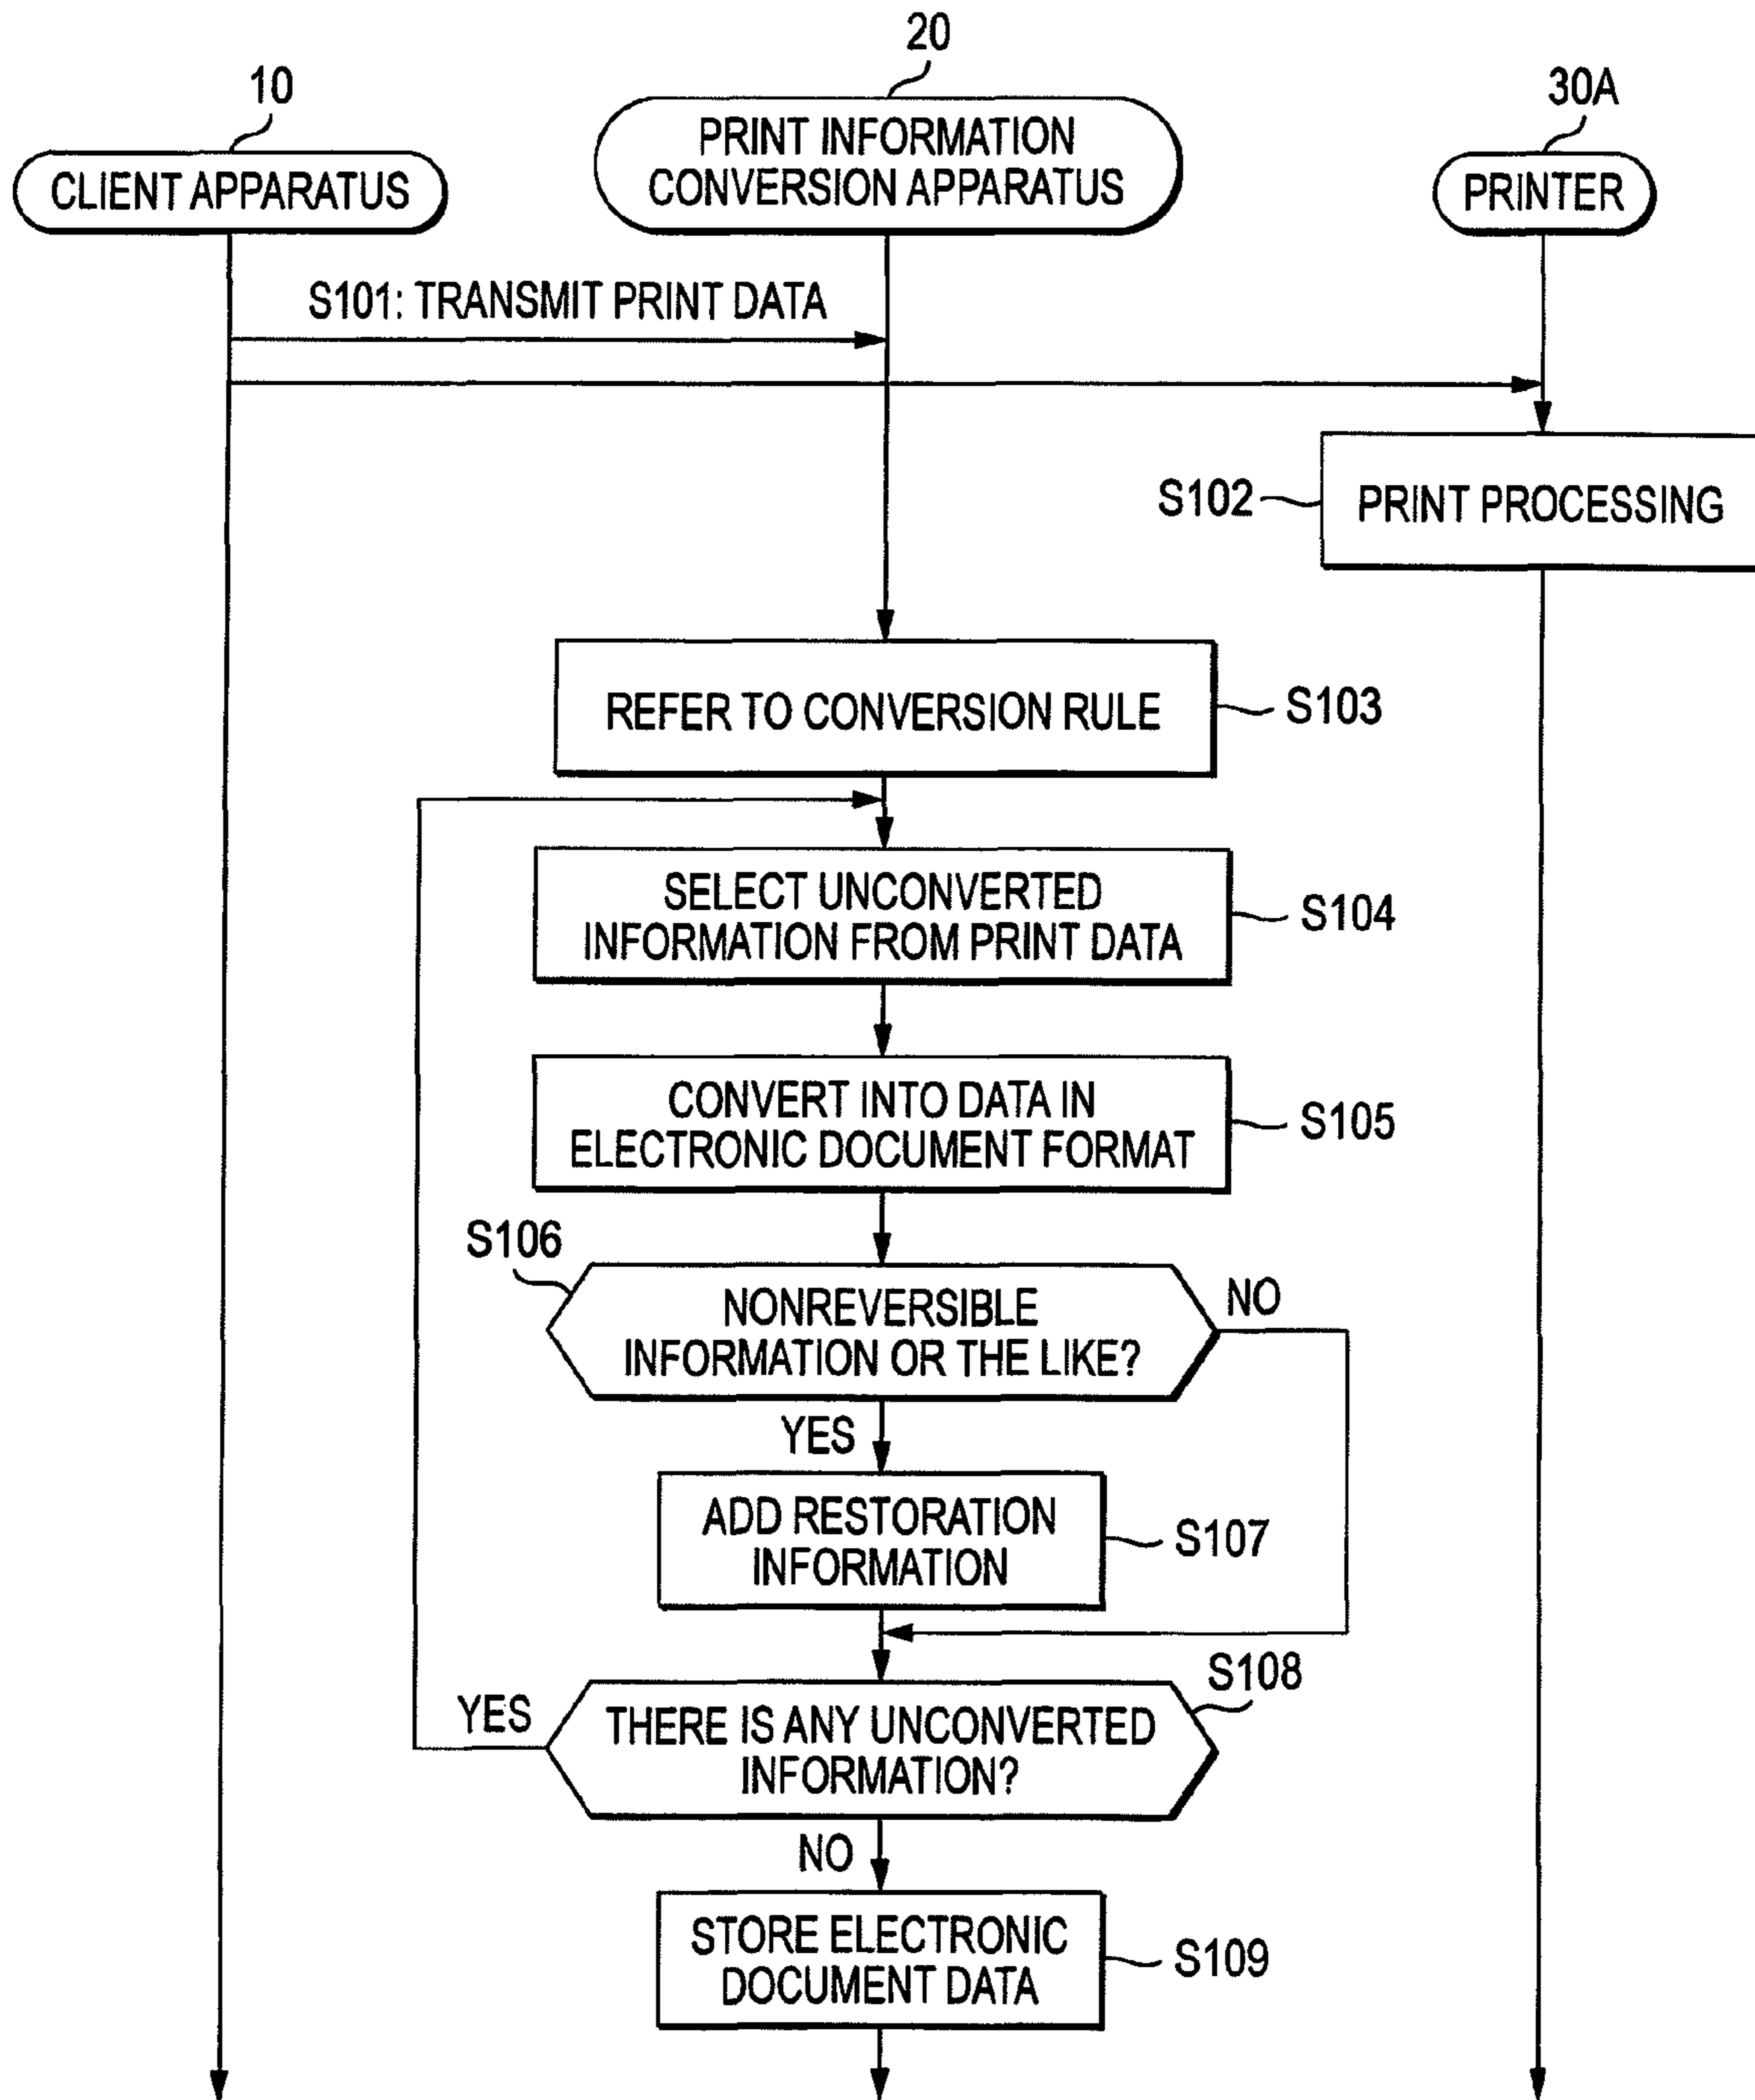 10
20
30A
CLIENT APPARATUS
PRINT INFORMATION
CONVERSION APPARATUS
PRINTER
S101: TRANSMIT PRINT DATA
S102
PRINT PROCESSING
REFER TO CONVERSION RULE
S103
SELECT UNCONVERTED
INFORMATION FROM PRINT DATA
S104
CONVERT INTO DATA IN
ELECTRONIC DOCUMENT FORMAT
S105
S106
NONREVERSIBLE
INFORMATION OR THE LIKE?
NO
YES
ADD RESTORATION
INFORMATION
S107
S108
YES
THERE IS ANY UNCONVERTED
INFORMATION?
NO
STORE ELECTRONIC
DOCUMENT DATA
S109